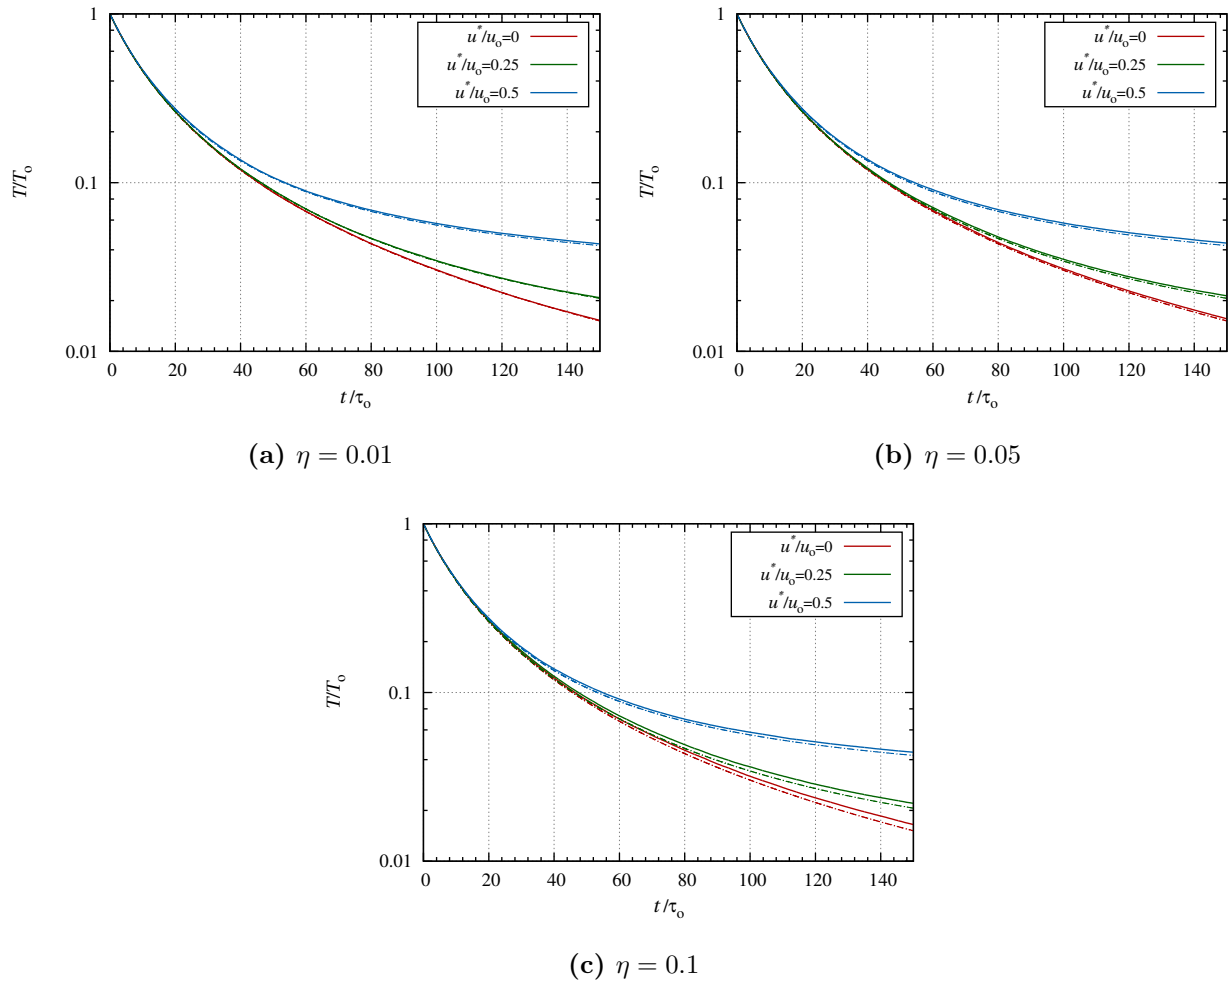 1
0.1
0.01
T/Tₒ
u*/uₒ=0
u*/uₒ=0.25
u*/uₒ=0.5
0 20 40 60 80 100 120 140
t/τₒ
(a) η = 0.01
1
0.1
0.01
T/Tₒ
u*/uₒ=0
u*/uₒ=0.25
u*/uₒ=0.5
0 20 40 60 80 100 120 140
t/τₒ
(b) η = 0.05
1
0.1
0.01
T/Tₒ
u*/uₒ=0
u*/uₒ=0.25
u*/uₒ=0.5
0 20 40 60 80 100 120 140
t/τₒ
(c) η = 0.1